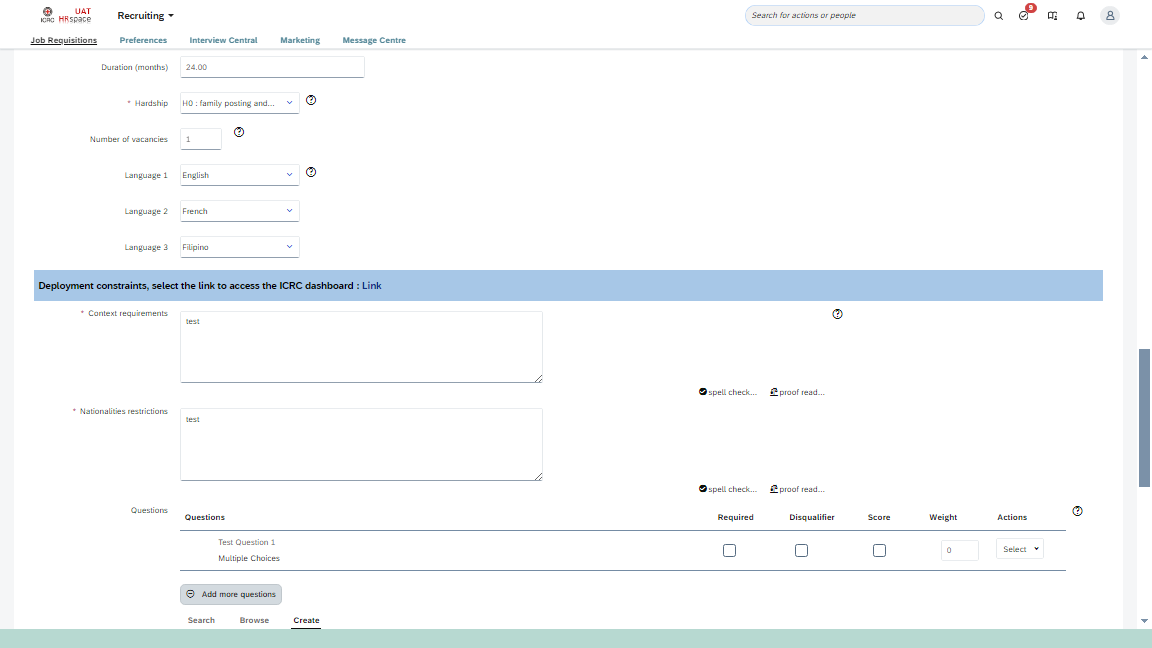 ICRC
UAT
HRspace
Recruiting
Search for actions or people
9
Job Requisitions
Preferences
Interview Central
Marketing
Message Centre
Duration (months)
24.00
* Hardship
H0 : family posting and...
Number of vacancies
1
Language 1
English
Language 2
French
Language 3
Filipino
Deployment constraints, select the link to access the ICRC dashboard : Link
* Context requirements
test
spell check...
proof read...
* Nationalities restrictions
test
spell check...
proof read...
Questions
Questions
Required
Disqualifier
Score
Weight
Actions
Test Question 1
Multiple Choices
0
Select
Add more questions
Search
Browse
Create